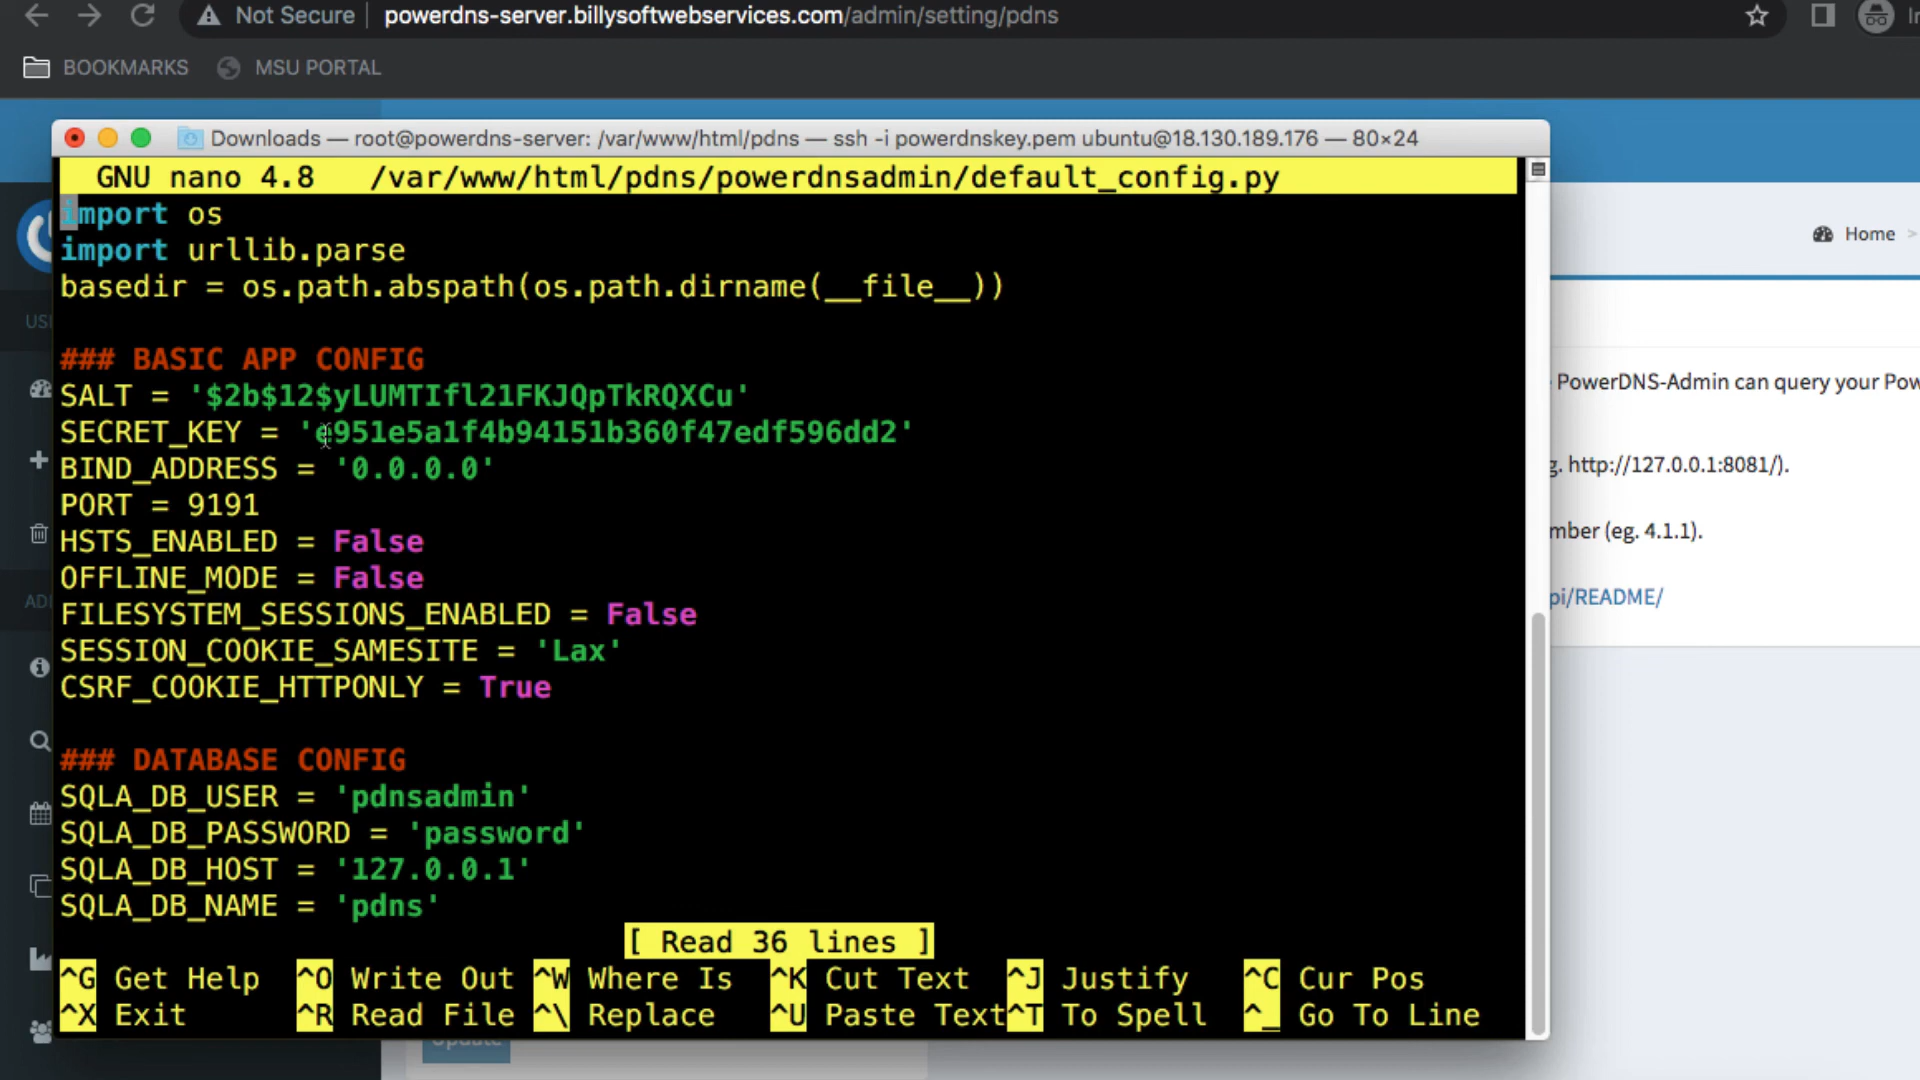 Not Secure powerdns-server.billysoftwebservices.com/admin/setting/pdns
BOOKMARKS MSU PORTAL
Downloads — root@powerdns-server: /var/www/html/pdns — ssh -i powerdnskey.pem ubuntu@18.130.189.176 — 80×24
GNU nano 4.8 /var/www/html/pdns/powerdnsadmin/default_config.py
import os
import urllib.parse
basedir = os.path.abspath(os.path.dirname(__file__))
### BASIC APP CONFIG
SALT = '$2b$12$yLUMTIfl21FKJQpTkRQXCu'
SECRET_KEY = 'e951e5a1f4b94151b360f47edf596dd2'
BIND_ADDRESS = '0.0.0.0'
PORT = 9191
HSTS_ENABLED = False
OFFLINE_MODE = False
FILESYSTEM_SESSIONS_ENABLED = False
SESSION_COOKIE_SAMESITE = 'Lax'
CSRF_COOKIE_HTTPONLY = True
### DATABASE CONFIG
SQLA_DB_USER = 'pdnsadmin'
SQLA_DB_PASSWORD = 'password'
SQLA_DB_HOST = '127.0.0.1'
SQLA_DB_NAME = 'pdns'
[ Read 36 lines ]
^G Get Help ^O Write Out ^W Where Is ^K Cut Text ^J Justify ^C Cur Pos
^X Exit ^R Read File ^\ Replace ^U Paste Text ^T To Spell ^_ Go To Line
Home >
PowerDNS-Admin can query your Pow
g. http://127.0.0.1:8081/).
mber (eg. 4.1.1).
pi/README/
Update